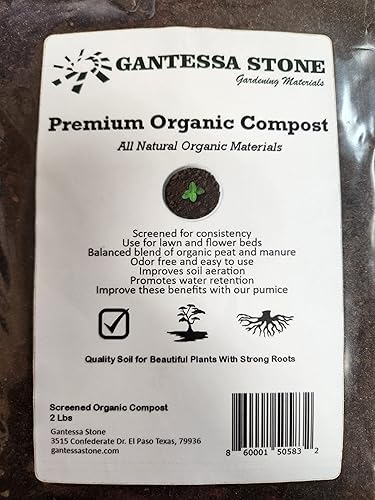 GANTESSA STONE
Gardening Materials
Premium Organic Compost
All Natural Organic Materials
Screened for consistency
Use for lawn and flower beds
Balanced blend of organic peat and manure
Odor free and easy to use
Improves soil aeration
Promotes water retention
Improve these benefits with our pumice
Quality Soil for Beautiful Plants With Strong Roots
Screened Organic Compost
2 Lbs
Gantessa Stone
3515 Confederate Dr. El Paso Texas, 79936
gantessastone.com
8 60001 50583 2